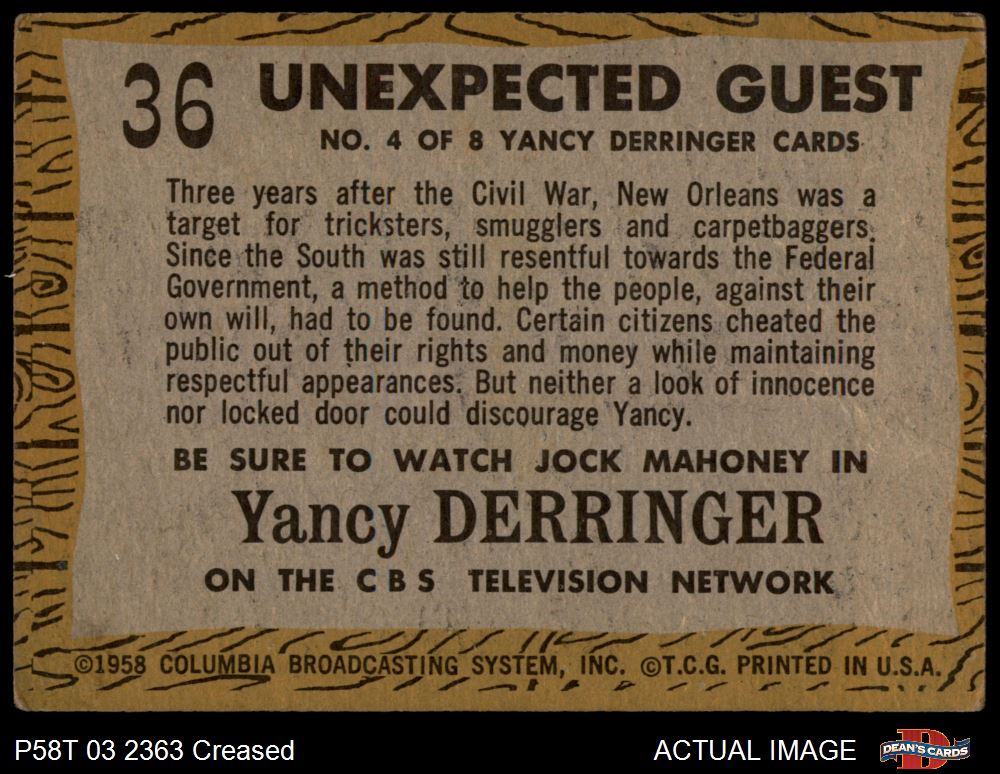 36 UNEXPECTED GUEST
NO. 4 OF 8 YANCY DERRINGER CARDS
Three years after the Civil War, New Orleans was a
target for tricksters, smugglers and carpetbaggers.
Since the South was still resentful towards the Federal
Government, a method to help the people, against their
own will, had to be found. Certain citizens cheated the
public out of their rights and money while maintaining
respectful appearances. But neither a look of innocence
nor locked door could discourage Yancy.
BE SURE TO WATCH JOCK MAHONEY IN
Yancy DERRINGER
ON THE CBS TELEVISION NETWORK
©1958 COLUMBIA BROADCASTING SYSTEM, INC. ©T.C.G. PRINTED IN U.S.A.
P58T 03 2363 Creased ACTUAL IMAGE D DEAN'S CARDS